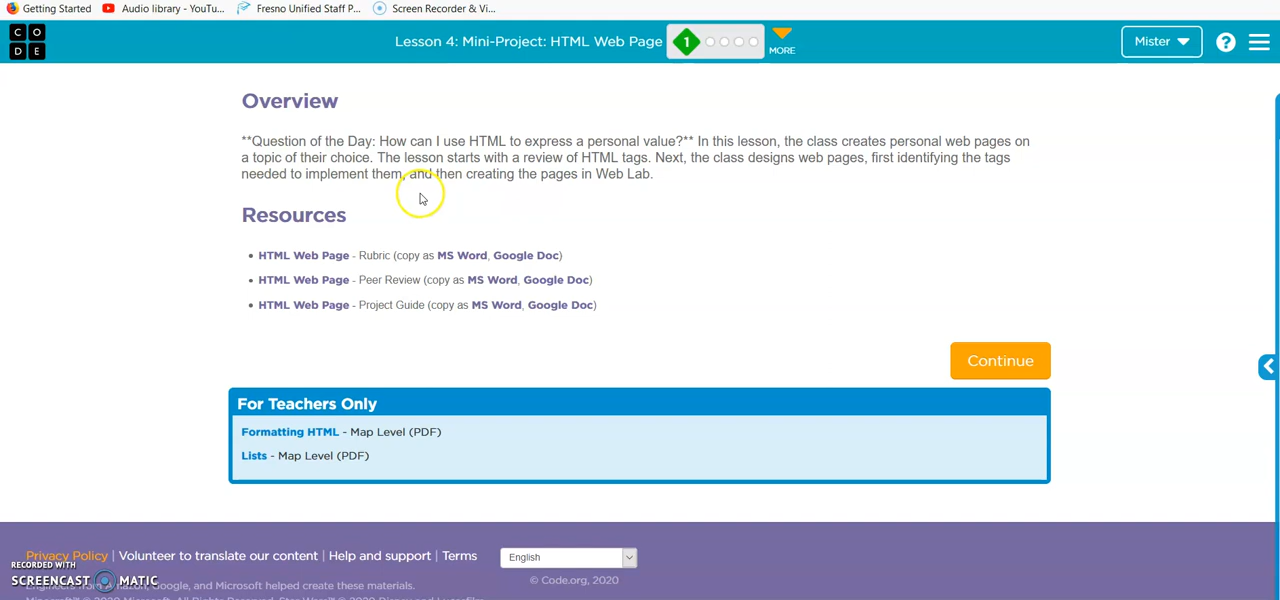 Getting Started Audio library - YouTu... Fresno Unified Staff P... Screen Recorder & Vi...
CO
DE
Lesson 4: Mini-Project: HTML Web Page 1 MORE Mister ?
Overview
**Question of the Day: How can I use HTML to express a personal value?** In this lesson, the class creates personal web pages on
a topic of their choice. The lesson starts with a review of HTML tags. Next, the class designs web pages, first identifying the tags
needed to implement them, and then creating the pages in Web Lab.
Resources
• HTML Web Page - Rubric (copy as MS Word, Google Doc)
• HTML Web Page - Peer Review (copy as MS Word, Google Doc)
• HTML Web Page - Project Guide (copy as MS Word, Google Doc)
Continue
For Teachers Only
Formatting HTML - Map Level (PDF)
Lists - Map Level (PDF)
Privacy Policy | Volunteer to translate our content | Help and support | Terms English
RECORDED WITH
SCREENCAST MATIC © Code.org, 2020
Engineers from Amazon, Google, and Microsoft helped create these materials.